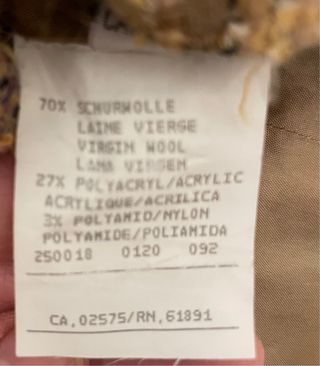 70% SCHURWOLLE
LAINE VIERGE
VIRGIN WOOL
LANA VIRGEN
27% POLYACRYL/ACRYLIC
ACRYLIQUE/ACRILICA
3% POLYAMID/NYLON
POLYAMIDE/POLIAMIDA
250018 0120 092
CA,02575/RN,61891